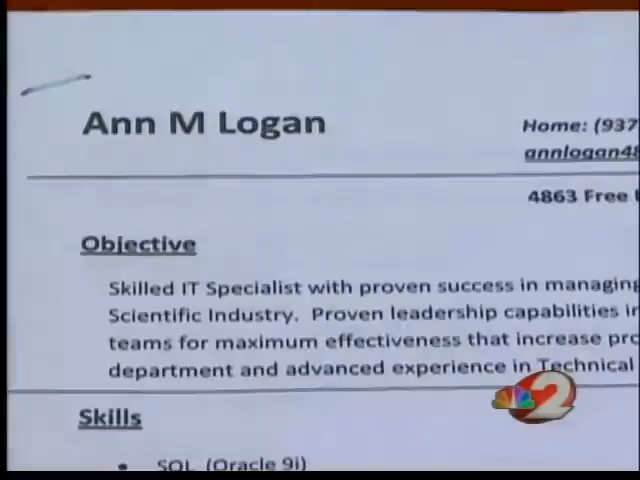 Ann M Logan
Home: (937
annlogan48
4863 Free
Objective
Skilled IT Specialist with proven success in managing
Scientific Industry. Proven leadership capabilities in
teams for maximum effectiveness that increase pro
department and advanced experience in Technical
2
Skills
• SQL (Oracle 9i)